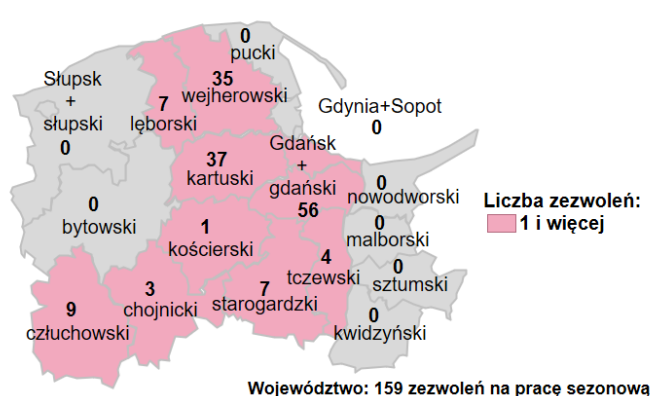 0
pucki
35
wejherowski
Słupsk
+
słupski
0
7
lęborski
Gdynia+Sopot
0
Gdańsk
+
gdański
56
37
kartuski
0
nowodworski
0
bytowski
1
kościerski
0
malborski
4
tczewski
0
sztumski
9
człuchowski
3
chojnicki
7
starogardzki
0
kwidzyński
Liczba zezwoleń:
1 i więcej
Województwo: 159 zezwoleń na pracę sezonową